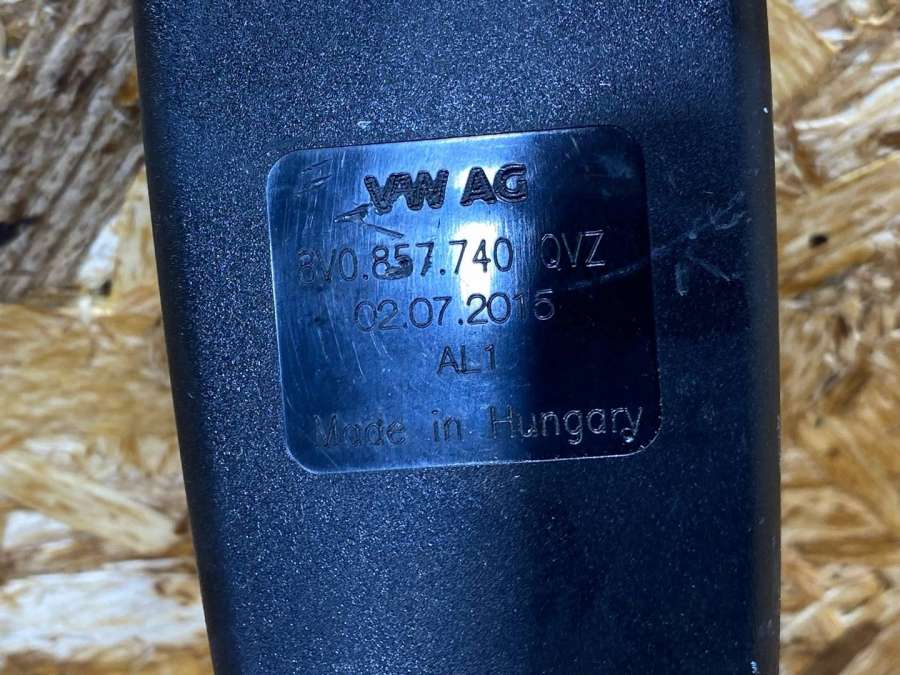 VW AG
8V0.857.740 QVZ
02.07.2015
AL1
Made in Hungary